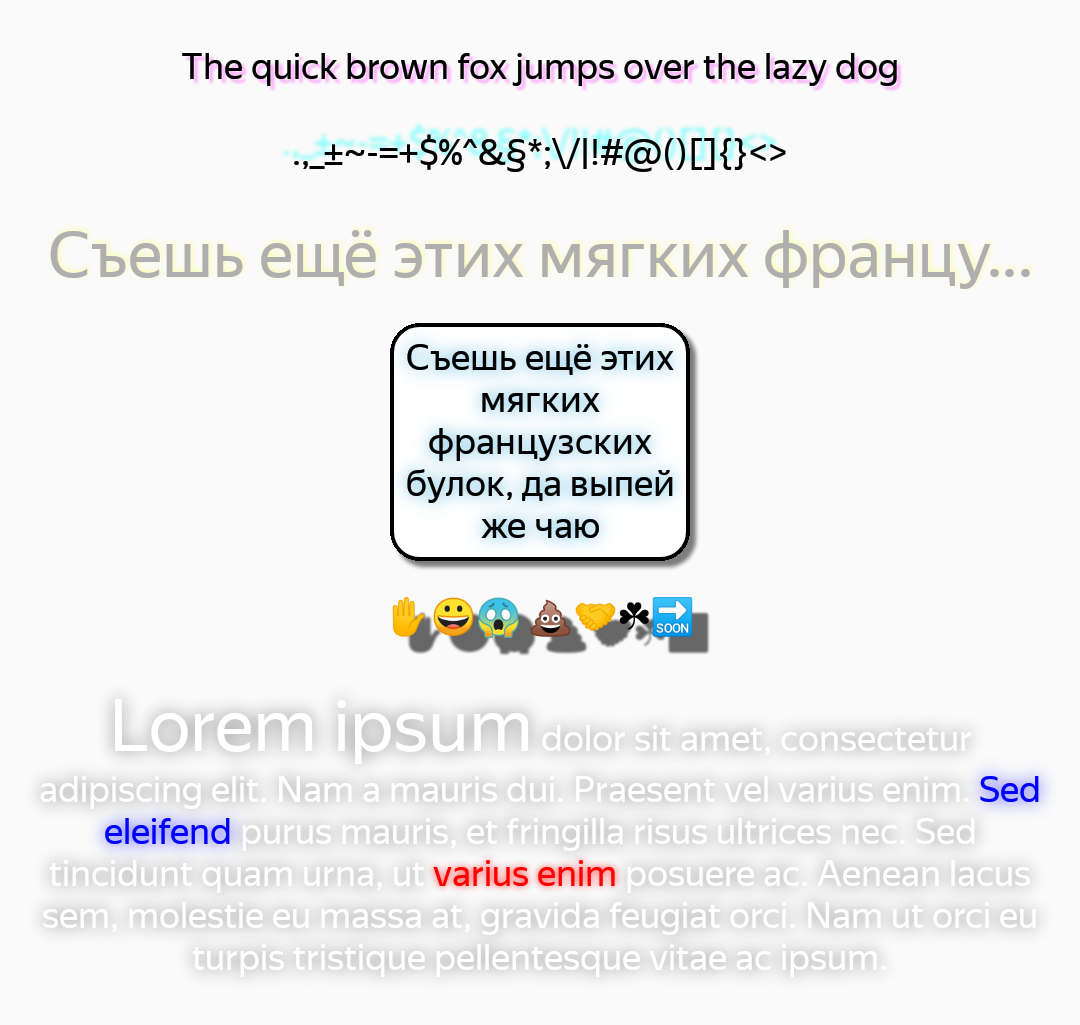 The quick brown fox jumps over the lazy dog
.,_±~-=+$%^&§*;\/|!#@()[]{}<>
Съешь ещё этих мягких францу...
Съешь ещё этих
мягких
французских
булок, да выпей
же чаю
✋😀😱💩🤝☘🔜
Lorem ipsum dolor sit amet, consectetur
adipiscing elit. Nam a mauris dui. Praesent vel varius enim. Sed
eleifend purus mauris, et fringilla risus ultrices nec. Sed
tincidunt quam urna, ut varius enim posuere ac. Aenean lacus
sem, molestie eu massa at, gravida feugiat orci. Nam ut orci eu
turpis tristique pellentesque vitae ac ipsum.